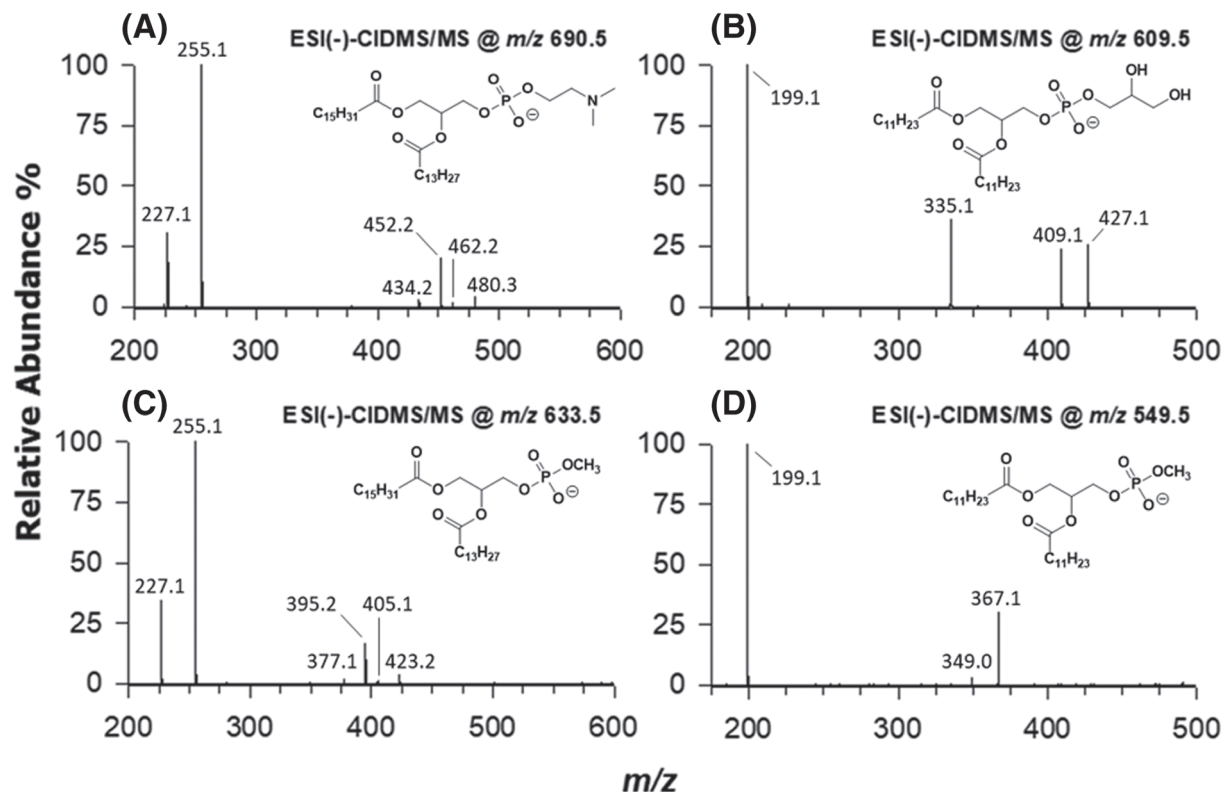 (A)
ESI(-)-CIDMS/MS @ m/z 690.5
255.1
227.1
452.2
462.2
434.2
480.3
O
C15H31
O
O
P
O
N
O
O
O⊖
C13H27
100
75
50
25
0
200 300 400 500 600
(B)
ESI(-)-CIDMS/MS @ m/z 609.5
199.1
335.1
409.1
427.1
OH
O
O
C11H23
O
O
P
O
OH
O
O
O⊖
C11H23
100
75
50
25
0
200 300 400 500
(C)
ESI(-)-CIDMS/MS @ m/z 633.5
255.1
227.1
395.2
405.1
377.1
423.2
O
C15H31
O
O
O
P
OCH3
O
O
O⊖
C13H27
100
75
50
25
0
200 300 400 500 600
(D)
ESI(-)-CIDMS/MS @ m/z 549.5
199.1
367.1
349.0
O
C11H23
O
O
O
P
OCH3
O
O
O⊖
C11H23
100
75
50
25
0
200 300 400 500
Relative Abundance %
m/z